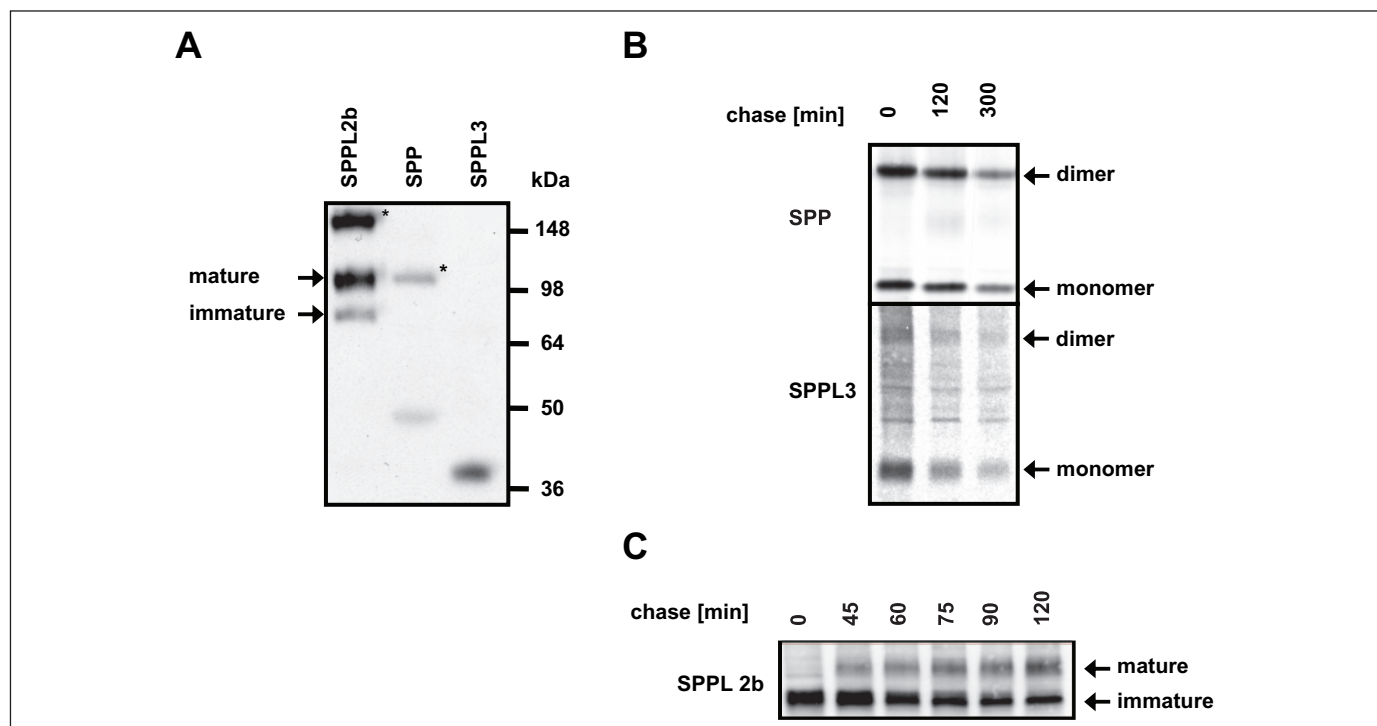 A
SPPL2b SPP SPPL3
kDa
*
*
148
mature
98
immature
64
50
36
B
chase [min] 0 120 300
dimer
SPP
monomer
dimer
SPPL3
monomer
C
chase [min] 0 45 60 75 90 120
mature
SPPL 2b
immature